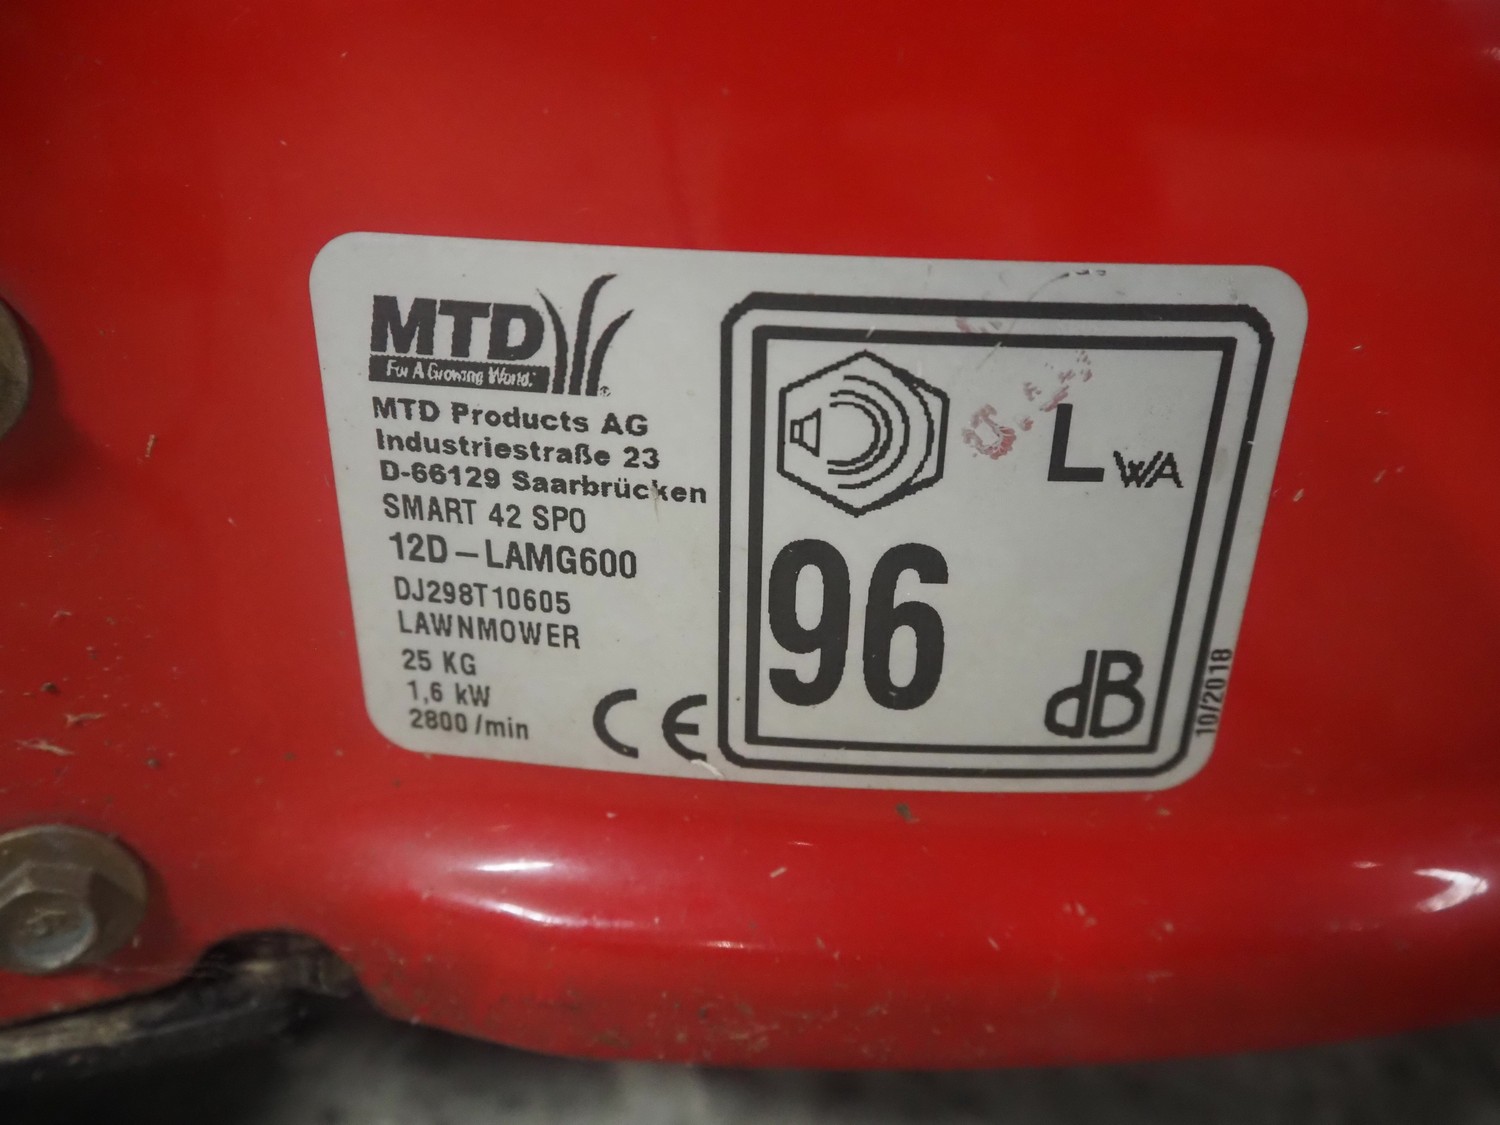 MTD
For A Growing World.
®
MTD Products AG
Industriestraße 23
D-66129 Saarbrücken
SMART 42 SPO
12D-LAMG600
DJ298T10605
LAWNMOWER
25 KG
1,6 kW
2800/min
CE
LWA
96
dB
10/2018